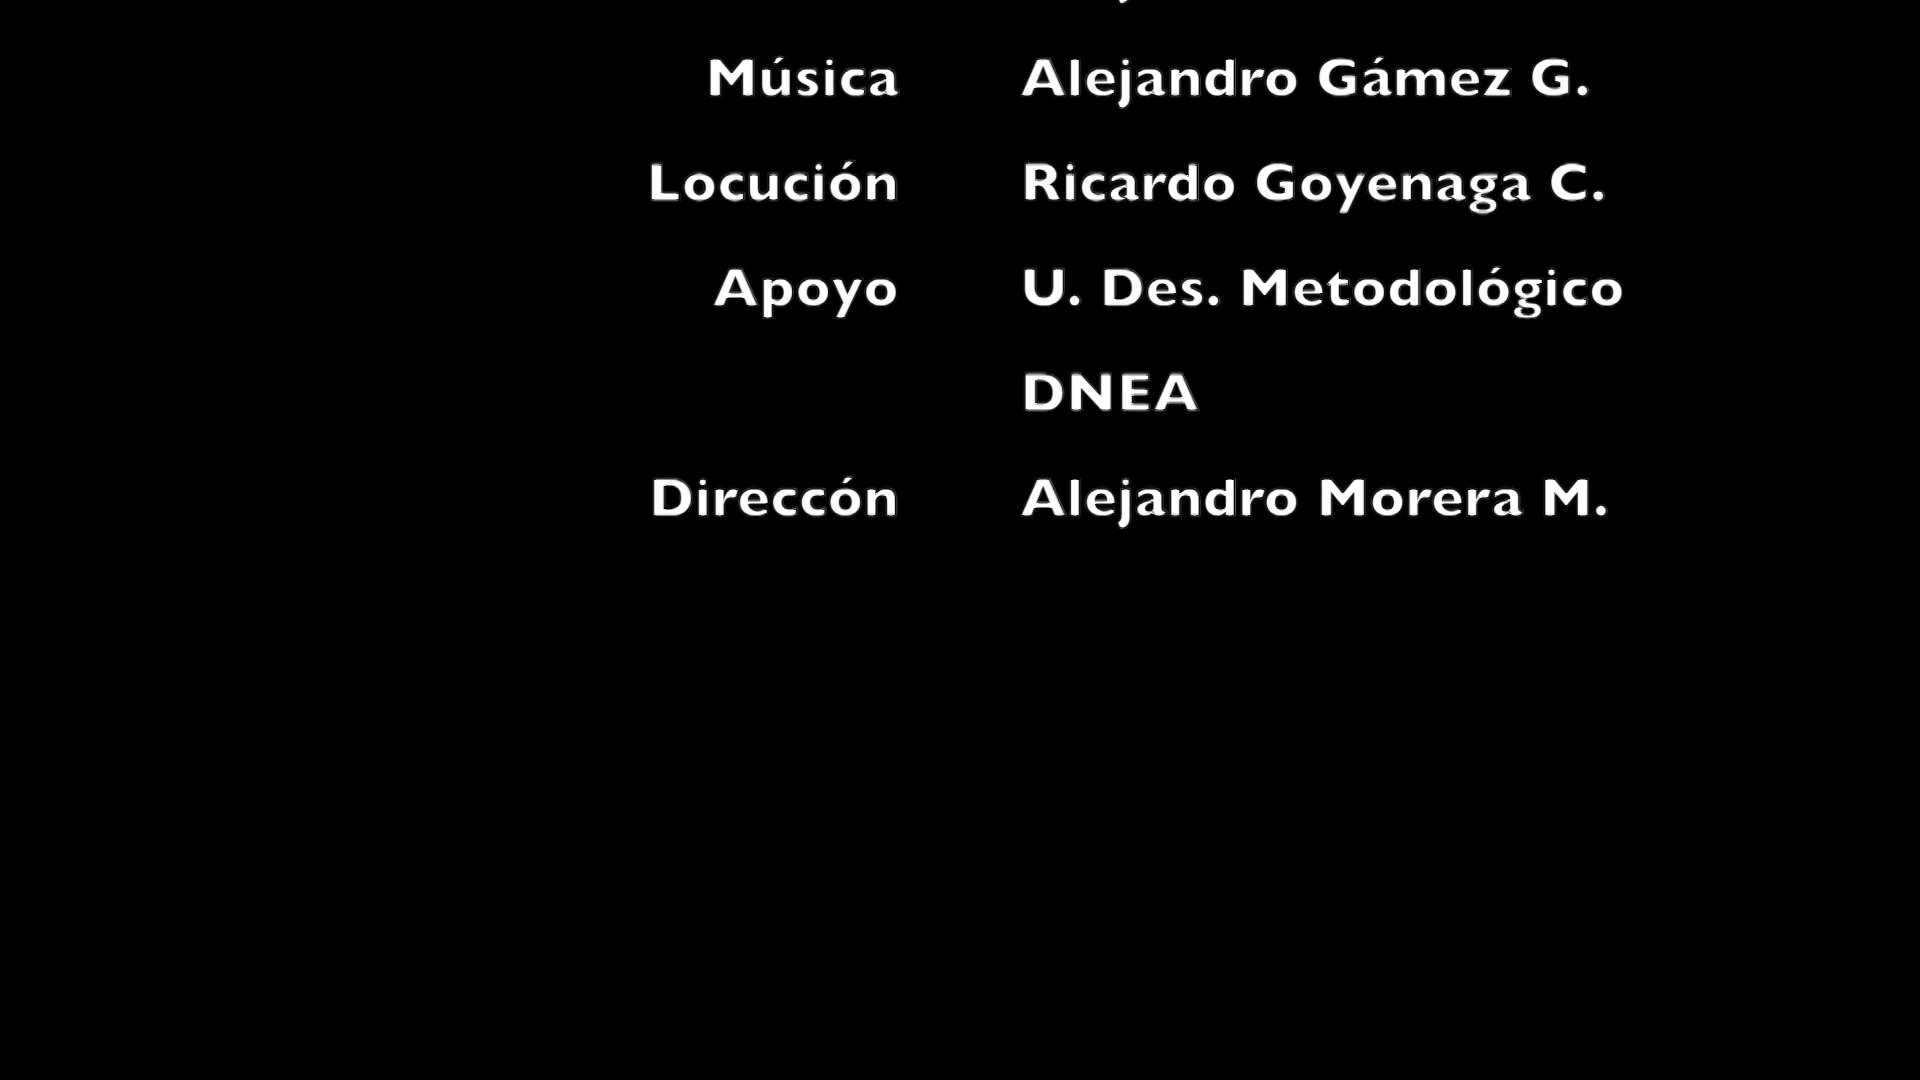 Música Alejandro Gámez G.
Locución Ricardo Goyenaga C.
Apoyo U. Des. Metodológico
DNEA
Direccón Alejandro Morera M.